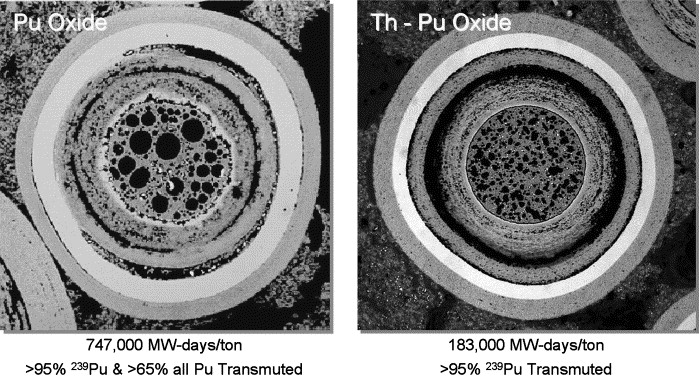 Pu Oxide
Th - Pu Oxide
747,000 MW-days/ton
>95% ²³⁹Pu & >65% all Pu Transmuted
183,000 MW-days/ton
>95% ²³⁹Pu Transmuted